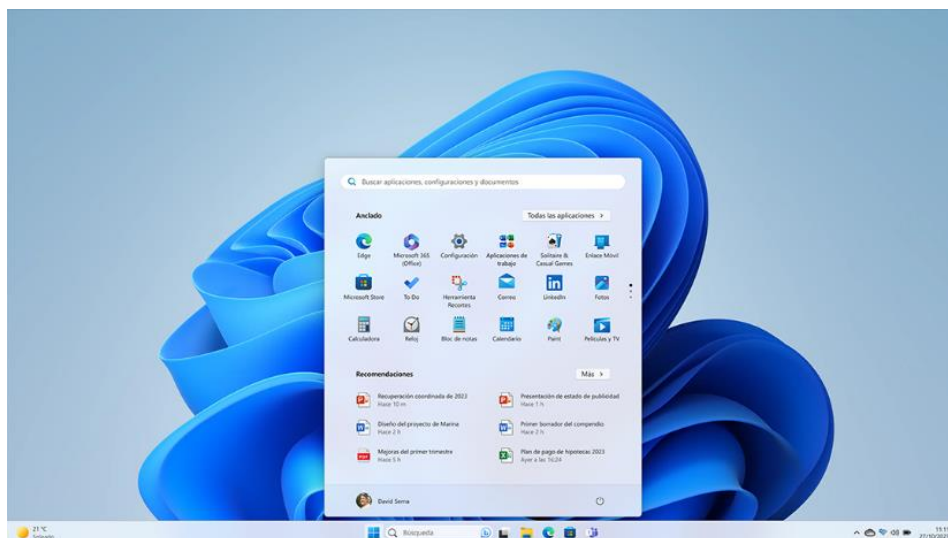 Buscar aplicaciones, configuraciones y documentos
Anclado
Todas las aplicaciones >
Edge
Microsoft 365
(Office)
Configuración
Aplicaciones de
trabajo
Solitaire &
Casual Games
Enlace Móvil
Microsoft Store
To Do
Herramienta
Recortes
Correo
LinkedIn
Fotos
Calculadora
Reloj
Bloc de notas
Calendario
Paint
Películas y TV
Recomendaciones
Más >
Recuperación coordinada de 2023
Hace 10 m
Presentación de estado de publicidad
Hace 1 h
Diseño del proyecto de Marina
Hace 2 h
Primer borrador del compendio
Hace 2 h
Mejoras del primer trimestre
Hace 5 h
Plan de pago de hipotecas 2023
Ayer a las 16:24
David Serna
21 °C
Soleado
Búsqueda